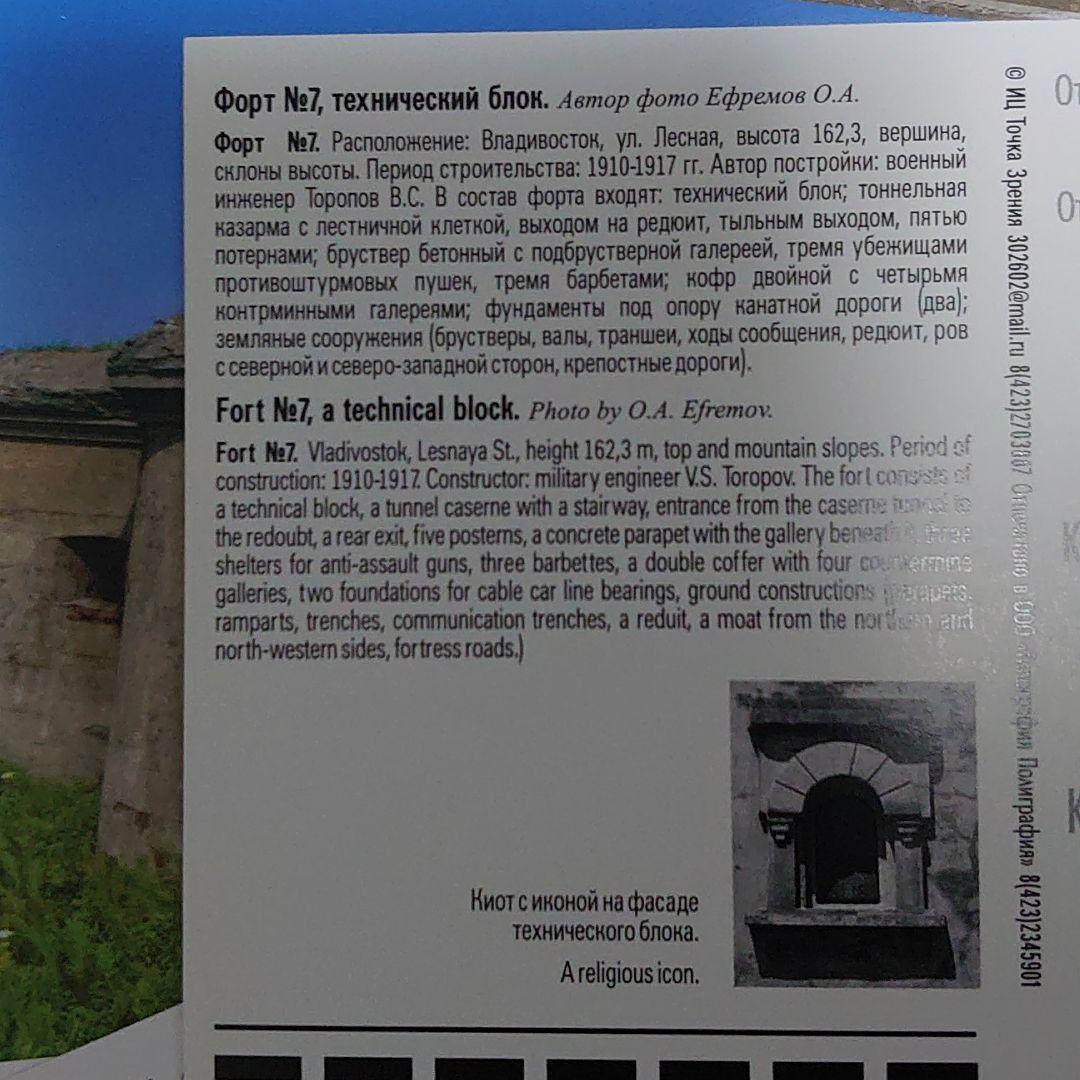 Форт №7, технический блок. Автор фото Ефремов О.А.
Форт №7. Расположение: Владивосток, ул. Лесная, высота 162,3, вершина,
склоны высоты. Период строительства: 1910-1917 гг. Автор постройки: военный
инженер Торопов В.С. В состав форта входят: технический блок; тоннельная
казарма с лестничной клеткой, выходом на редюит, тыльным выходом, пятью
потернами; бруствер бетонный с подбрустверной галереей, тремя убежищами
противоштурмовых пушек, тремя барбетами; кофр двойной с четырьмя
контрминными галереями; фундаменты под опору канатной дороги (два);
земляные сооружения (брустверы, валы, траншеи, ходы сообщения, редюит, ров
с северной и северо-западной сторон, крепостные дороги).
Fort №7, a technical block. Photo by O.A. Efremov.
Fort №7. Vladivostok, Lesnaya St., height 162,3 m, top and mountain slopes. Period of
construction: 1910-1917. Constructor: military engineer V.S. Toropov. The fort consists of
a technical block, a tunnel caserne with a stairway, entrance from the caserne tunnel to
the redoubt, a rear exit, five posterns, a concrete parapet with the gallery beneath it, three
shelters for anti-assault guns, three barbettes, a double coffer with four countermine
galleries, two foundations for cable car line bearings, ground constructions (parapets,
ramparts, trenches, communication trenches, a reduit, a moat from the northern and
north-western sides, fortress roads.)
Киот с иконой на фасаде
технического блока.
A religious icon.
© ИЦ Точка Зрения 302602@mail.ru 8(423)2703867 Отпечатано в ООО Полиграфия» 8(423)2345901
От
От
К
К